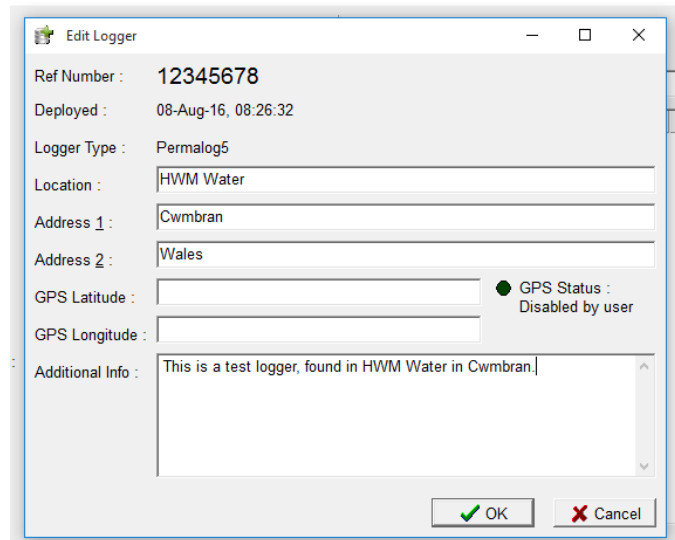 Edit Logger
Ref Number : 12345678
Deployed : 08-Aug-16, 08:26:32
Logger Type : Permalog5
Location : HWM Water
Address 1 : Cwmbran
Address 2 : Wales
GPS Latitude :
GPS Status :
Disabled by user
GPS Longitude :
Additional Info : This is a test logger, found in HWM Water in Cwmbran.
OK Cancel